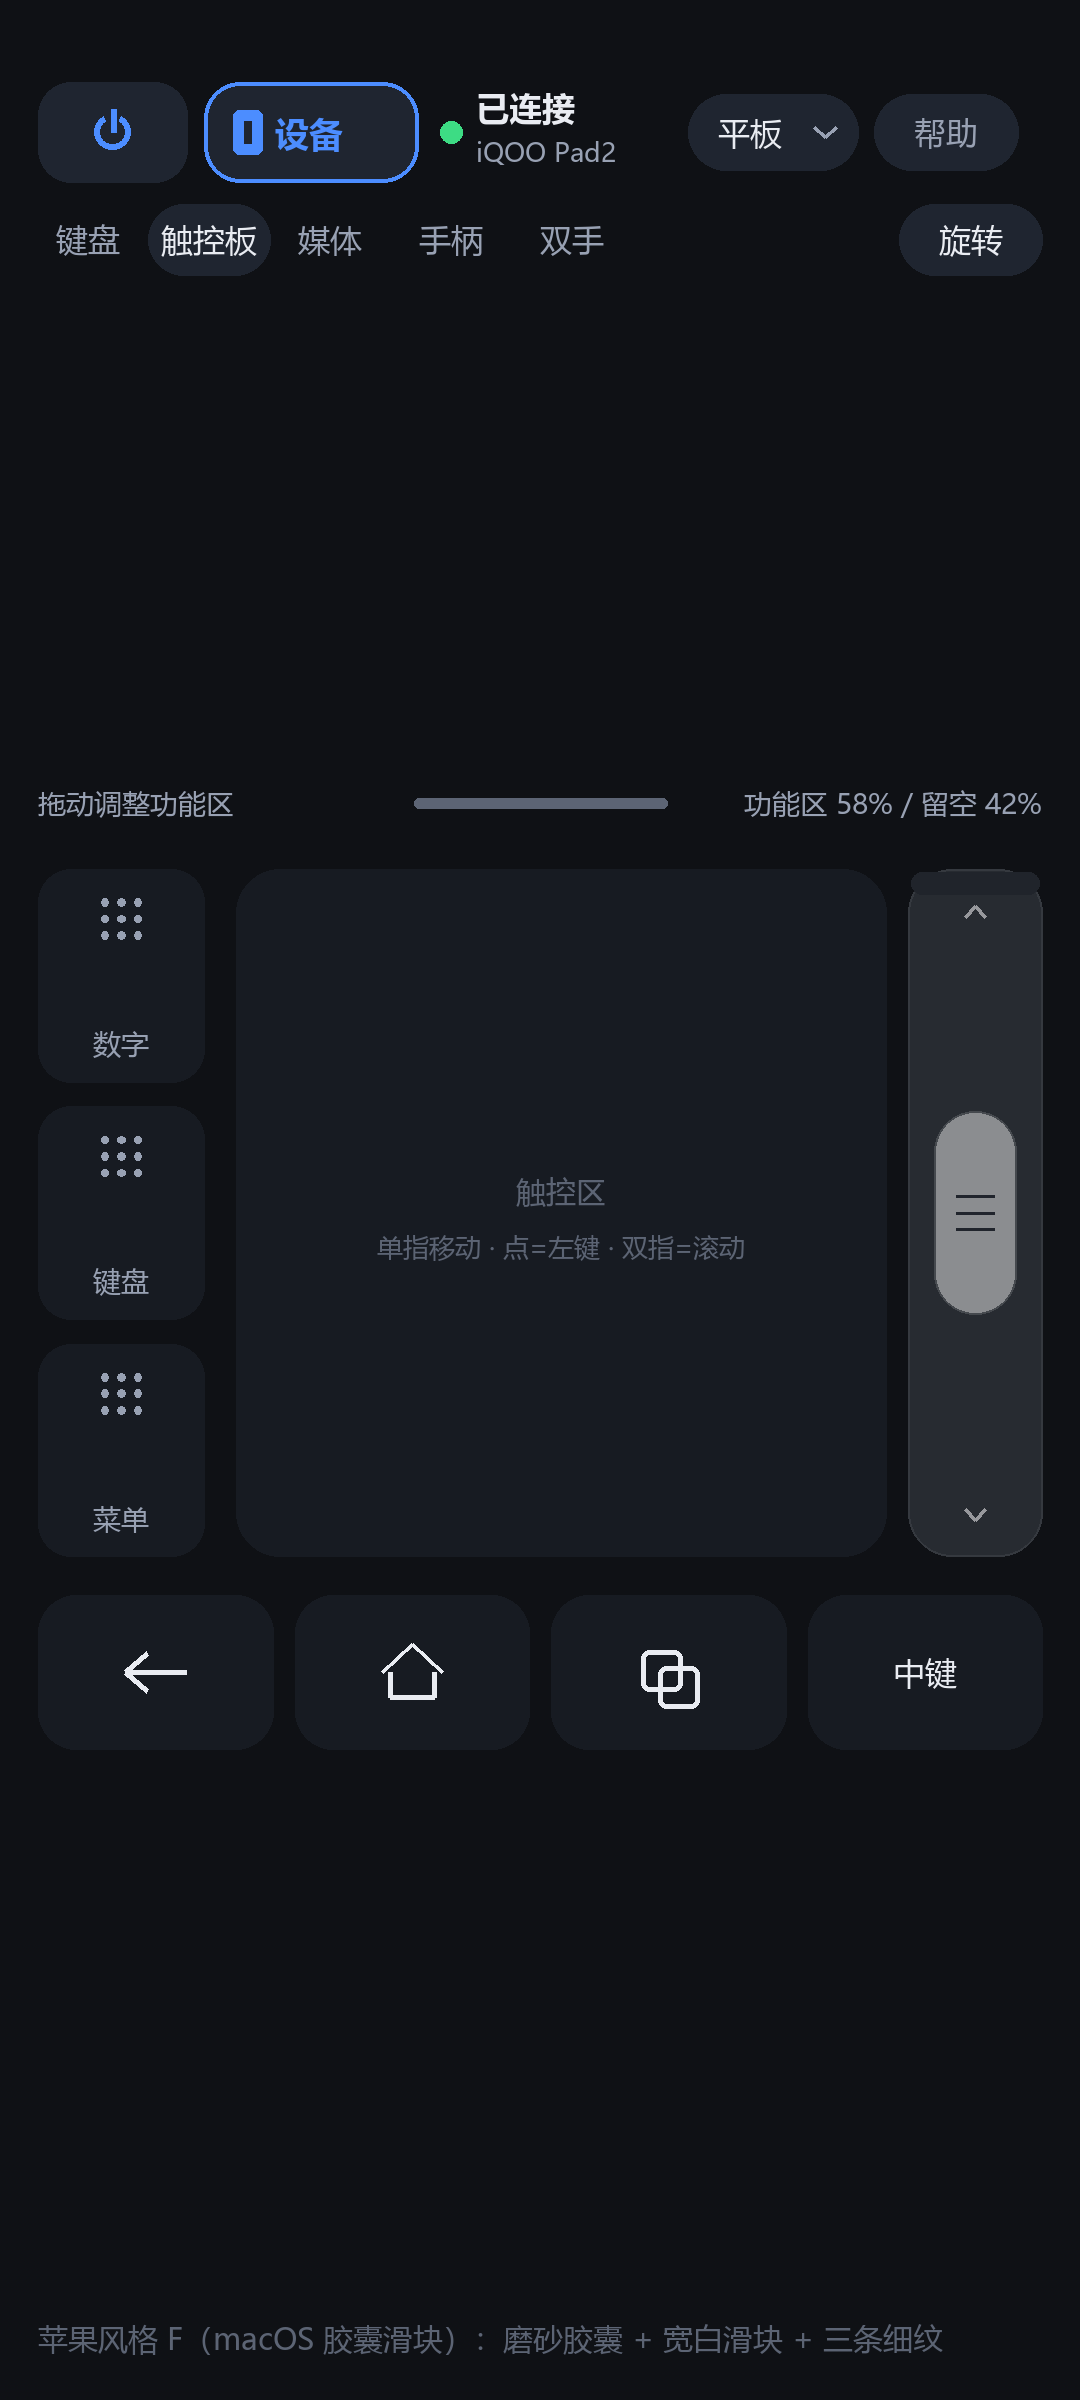 设备
已连接
iQOO Pad2
平板
帮助
键盘
触控板
媒体
手柄
双手
旋转
拖动调整功能区
功能区 58% / 留空 42%
数字
键盘
菜单
触控区
单指移动 · 点=左键 · 双指=滚动
中键
苹果风格 F（macOS 胶囊滑块）：磨砂胶囊 + 宽白滑块 + 三条细纹